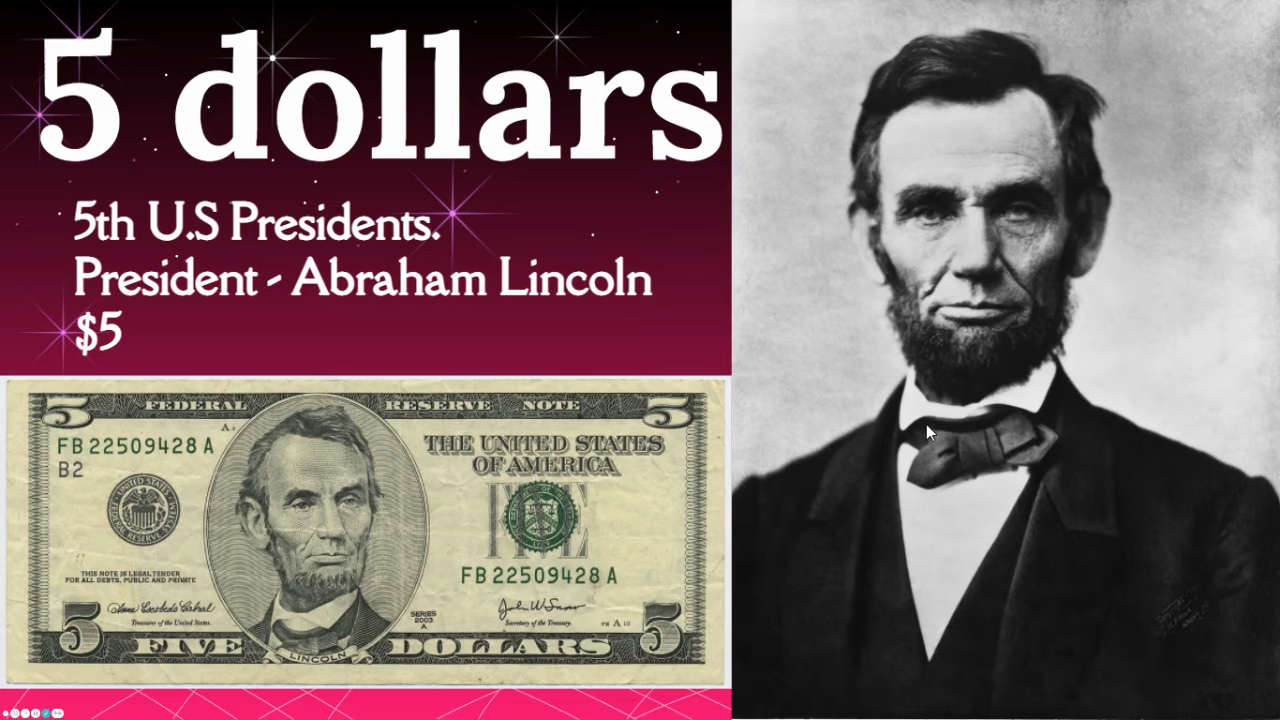 5 dollars
5th U.S Presidents.
President - Abraham Lincoln
$5
5 FEDERAL RESERVE NOTE 5
FB 22509428 A
B2
THE UNITED STATES
OF AMERICA
FIVE
FB 22509428 A
THIS NOTE IS LEGAL TENDER
FOR ALL DEBTS, PUBLIC AND PRIVATE
Treasurer of the United States.
SERIES
2003
A
Secretary of the Treasury.
5 FIVE DOLLARS 5
LINCOLN